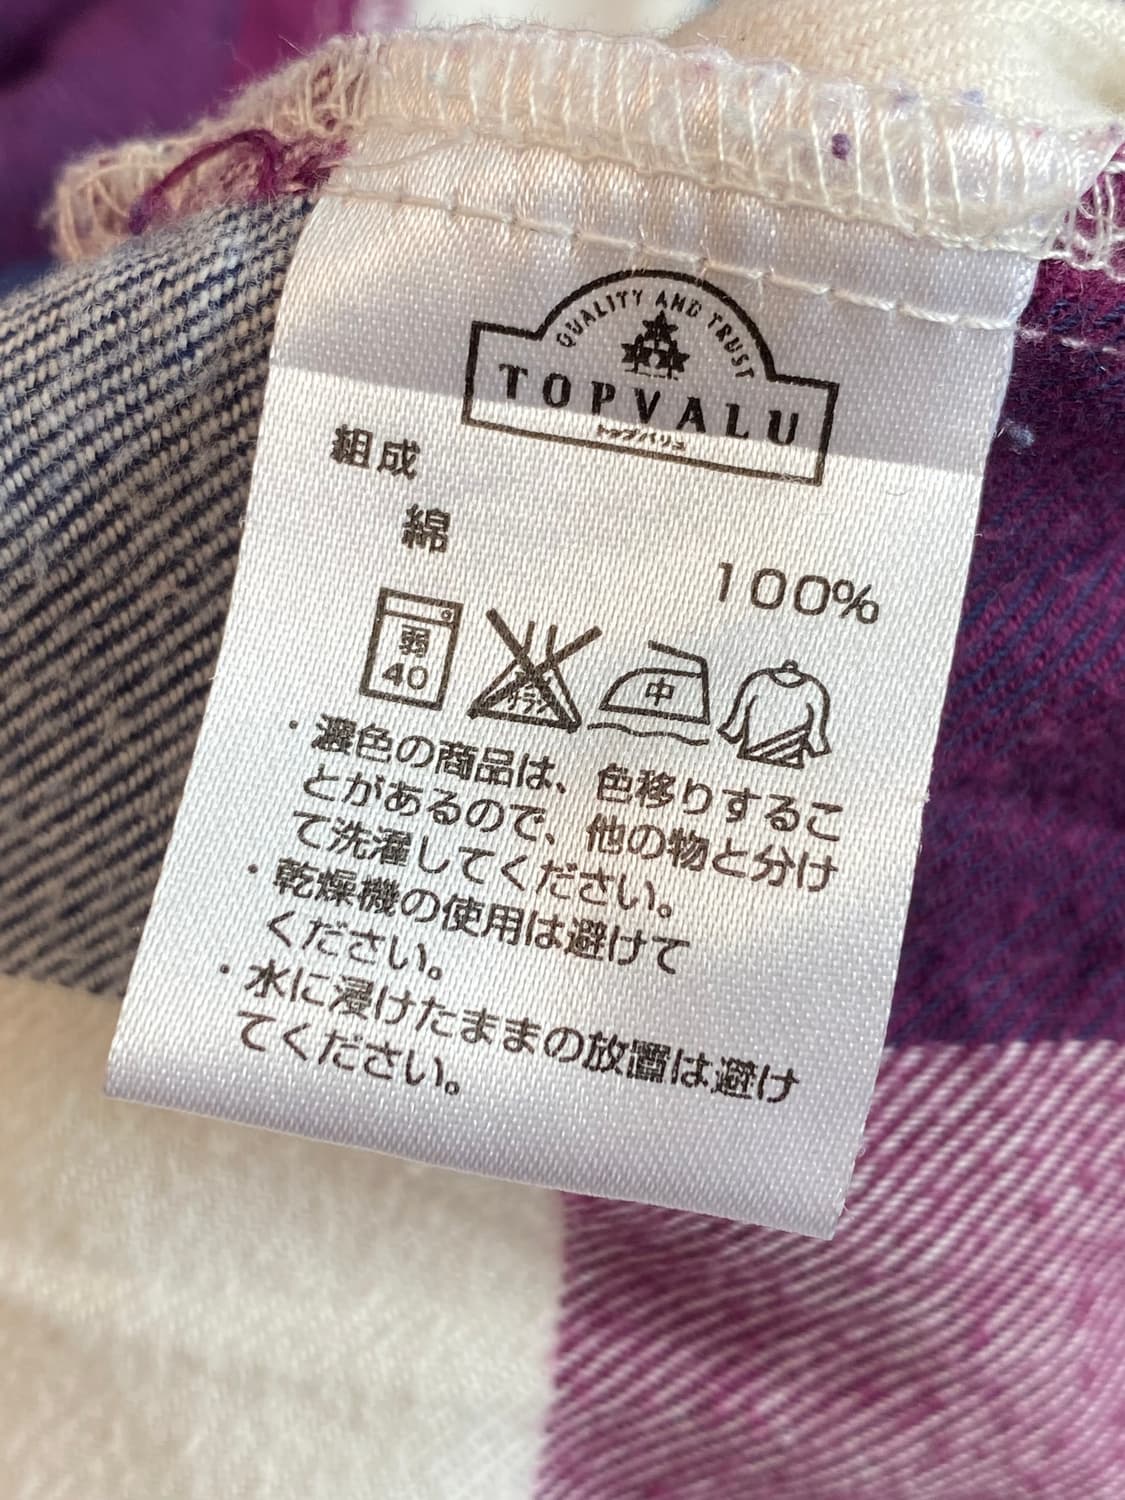 QUALITY AND TRUST
TOPVALU
トップバリュ
組成
綿
100%
弱
40
中
・濃色の商品は、色移りするこ
とがあるので、他の物と分け
て洗濯してください。
・乾燥機の使用は避けて
ください。
・水に浸けたままの放置は避け
てください。